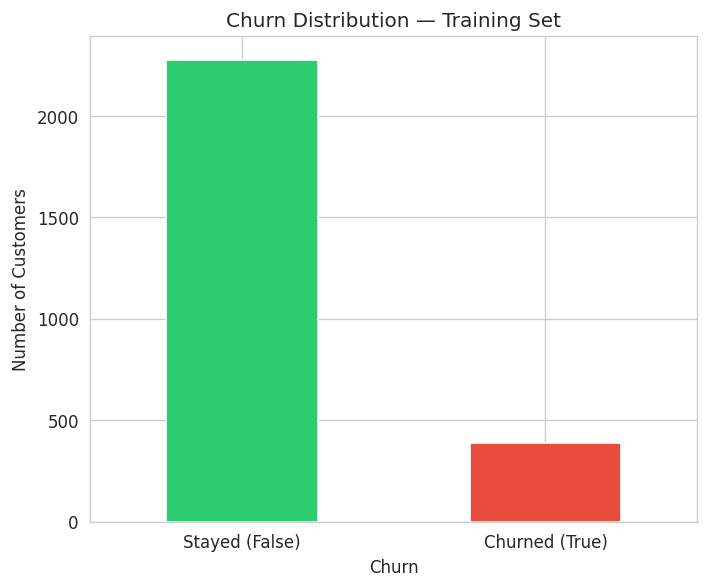 Churn Distribution — Training Set
Number of Customers
2000
1500
1000
500
0
Stayed (False)
Churned (True)
Churn